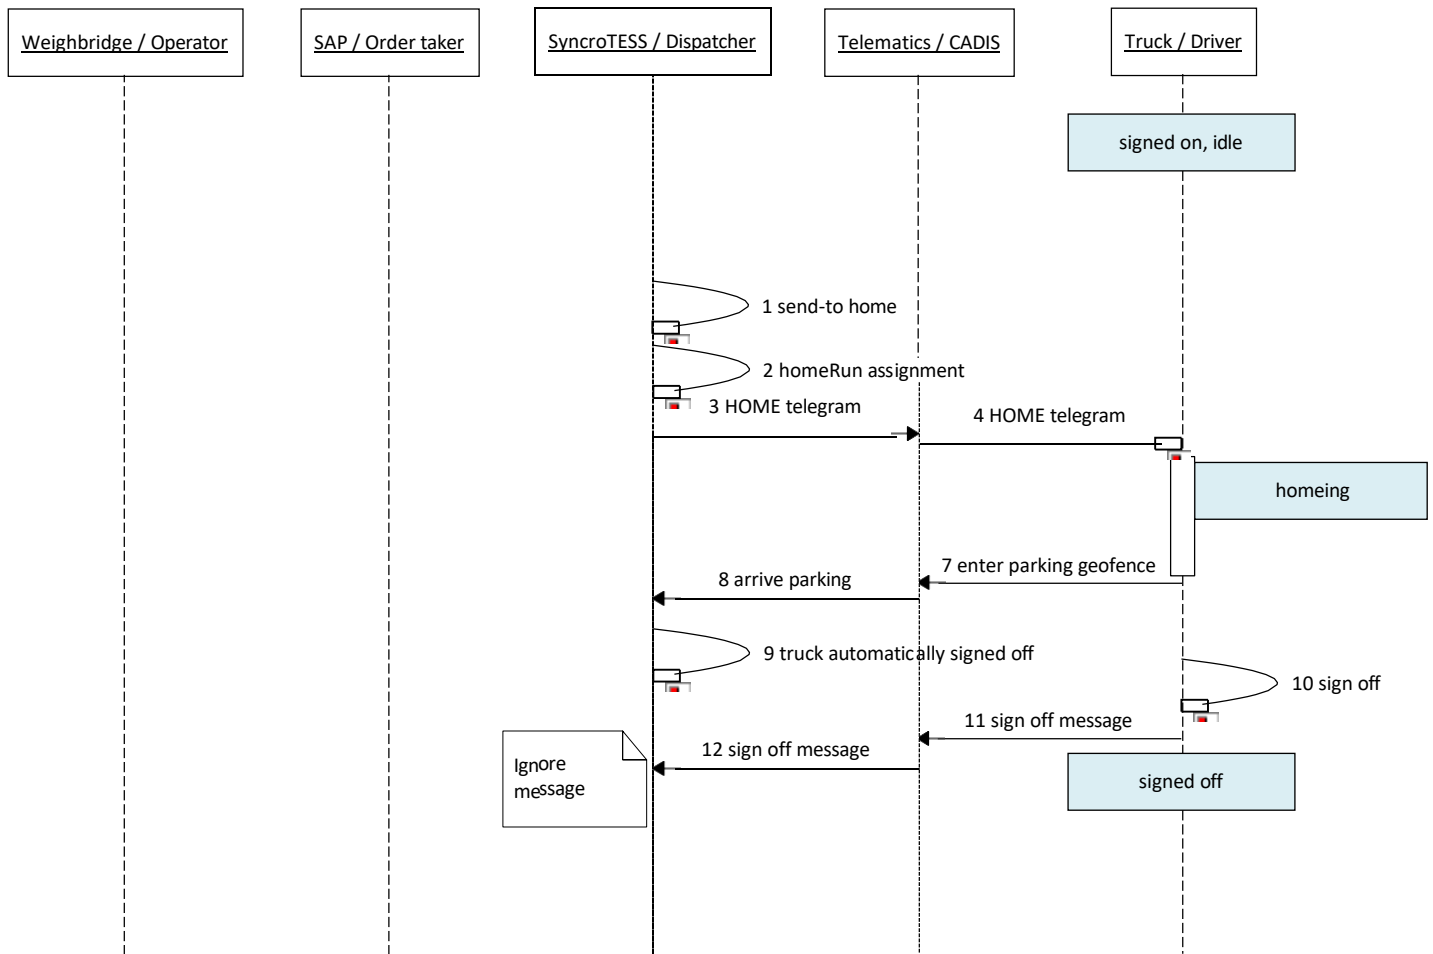 Weighbridge / Operator
SAP / Order taker
SyncroTESS / Dispatcher
Telematics / CADIS
Truck / Driver
signed on, idle
1 send-to home
2 homeRun assignment
3 HOME telegram
4 HOME telegram
homeing
7 enter parking geofence
8 arrive parking
9 truck automatically signed off
10 sign off
11 sign off message
12 sign off message
Ignore
message
signed off